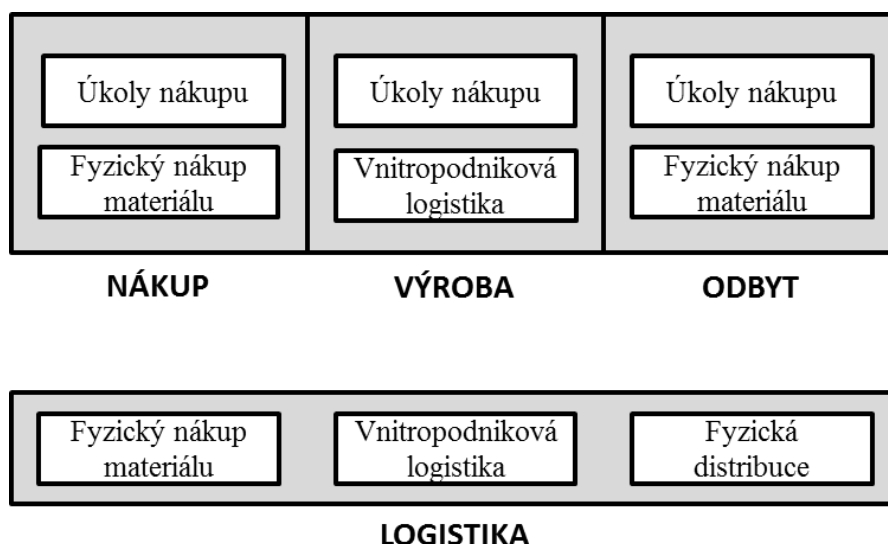 Úkoly nákupu
Úkoly nákupu
Úkoly nákupu
Fyzický nákup
materiálu
Vnitropodniková
logistika
Fyzický nákup
materiálu
NÁKUP
VÝROBA
ODBYT
Fyzický nákup
materiálu
Vnitropodniková
logistika
Fyzická
distribuce
LOGISTIKA